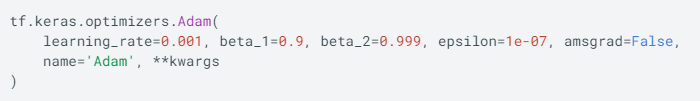 tf.keras.optimizers.Adam(
    learning_rate=0.001, beta_1=0.9, beta_2=0.999, epsilon=1e-07, amsgrad=False,
    name='Adam', **kwargs
)